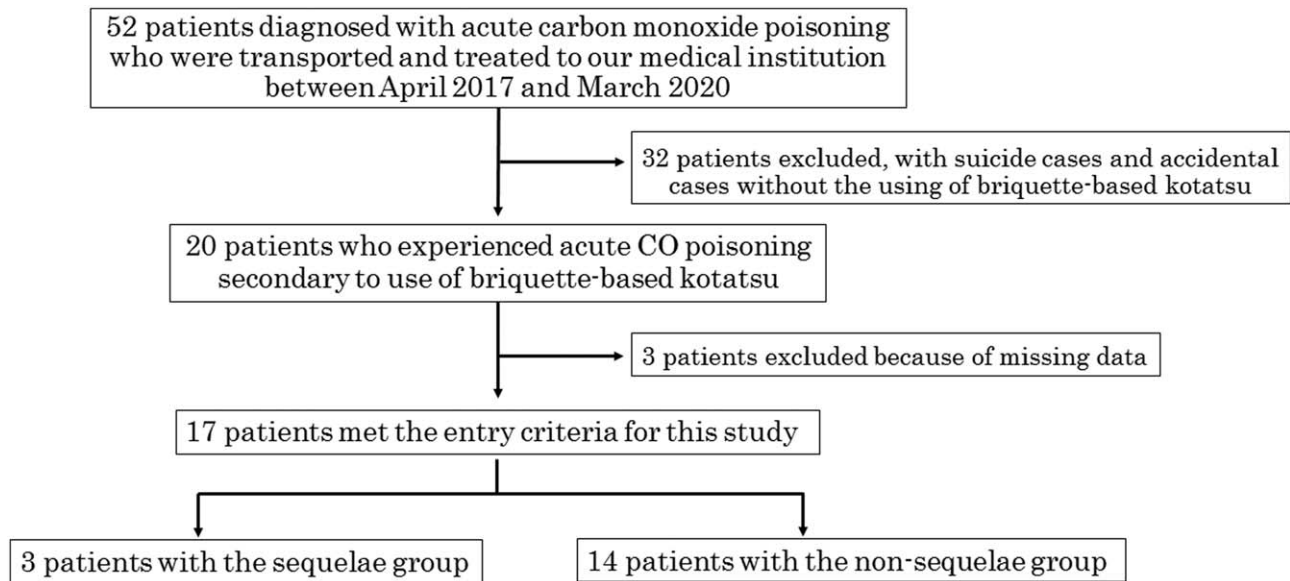 52 patients diagnosed with acute carbon monoxide poisoning
who were transported and treated to our medical institution
between April 2017 and March 2020
32 patients excluded, with suicide cases and accidental
cases without the using of briquette-based kotatsu
20 patients who experienced acute CO poisoning
secondary to use of briquette-based kotatsu
3 patients excluded because of missing data
17 patients met the entry criteria for this study
3 patients with the sequelae group
14 patients with the non-sequelae group